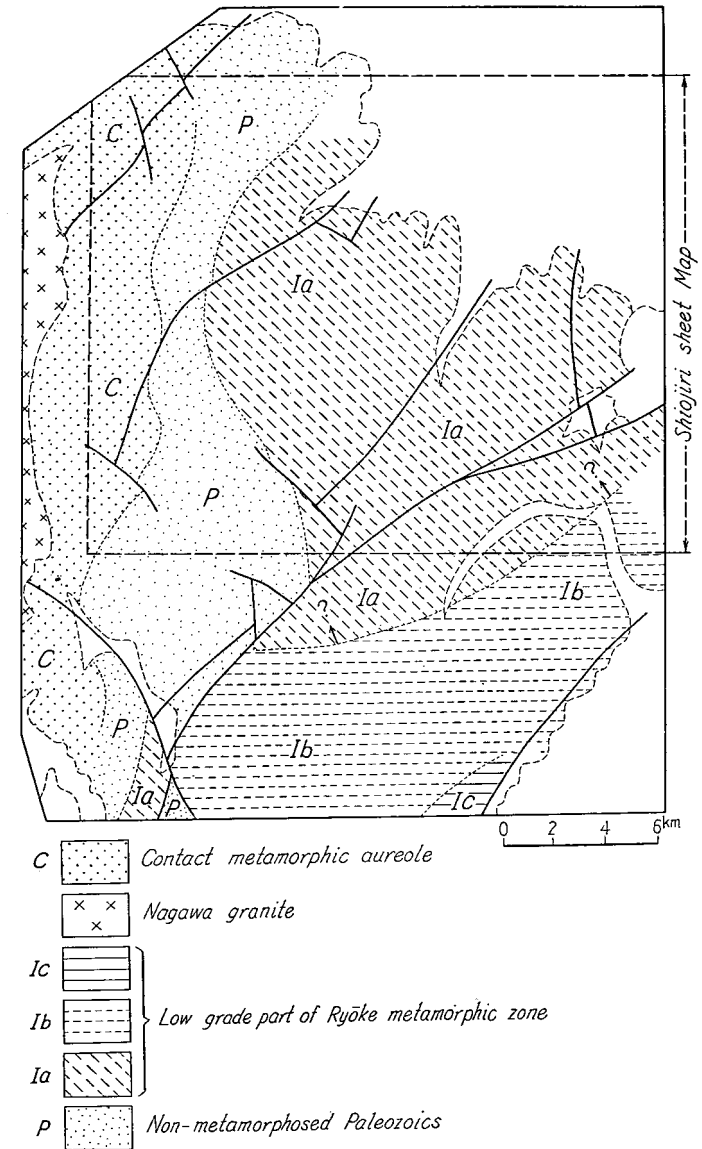 C
P
Ia
Shiojiri sheet Map
C
Ia
P
?
Ia
?
Ib
C
P
Ib
Ia
P
Ic
0 2 4 6km
C Contact metamorphic aureole
Nagawa granite
Ic
Ib Low grade part of Ryōke metamorphic zone
Ia
P Non-metamorphosed Paleozoics